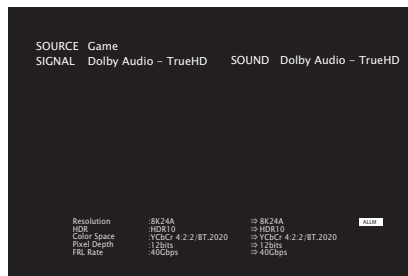 SOURCE Game
SIGNAL Dolby Audio – TrueHD SOUND Dolby Audio – TrueHD
Resolution :8K24A ⇒ 8K24A ALLM
HDR :HDR10 ⇒ HDR10
Color Space :YCbCr 4:2:2/BT.2020 ⇒ YCbCr 4:2:2/BT.2020
Pixel Depth :12bits ⇒ 12bits
FRL Rate :40Gbps ⇒ 40Gbps